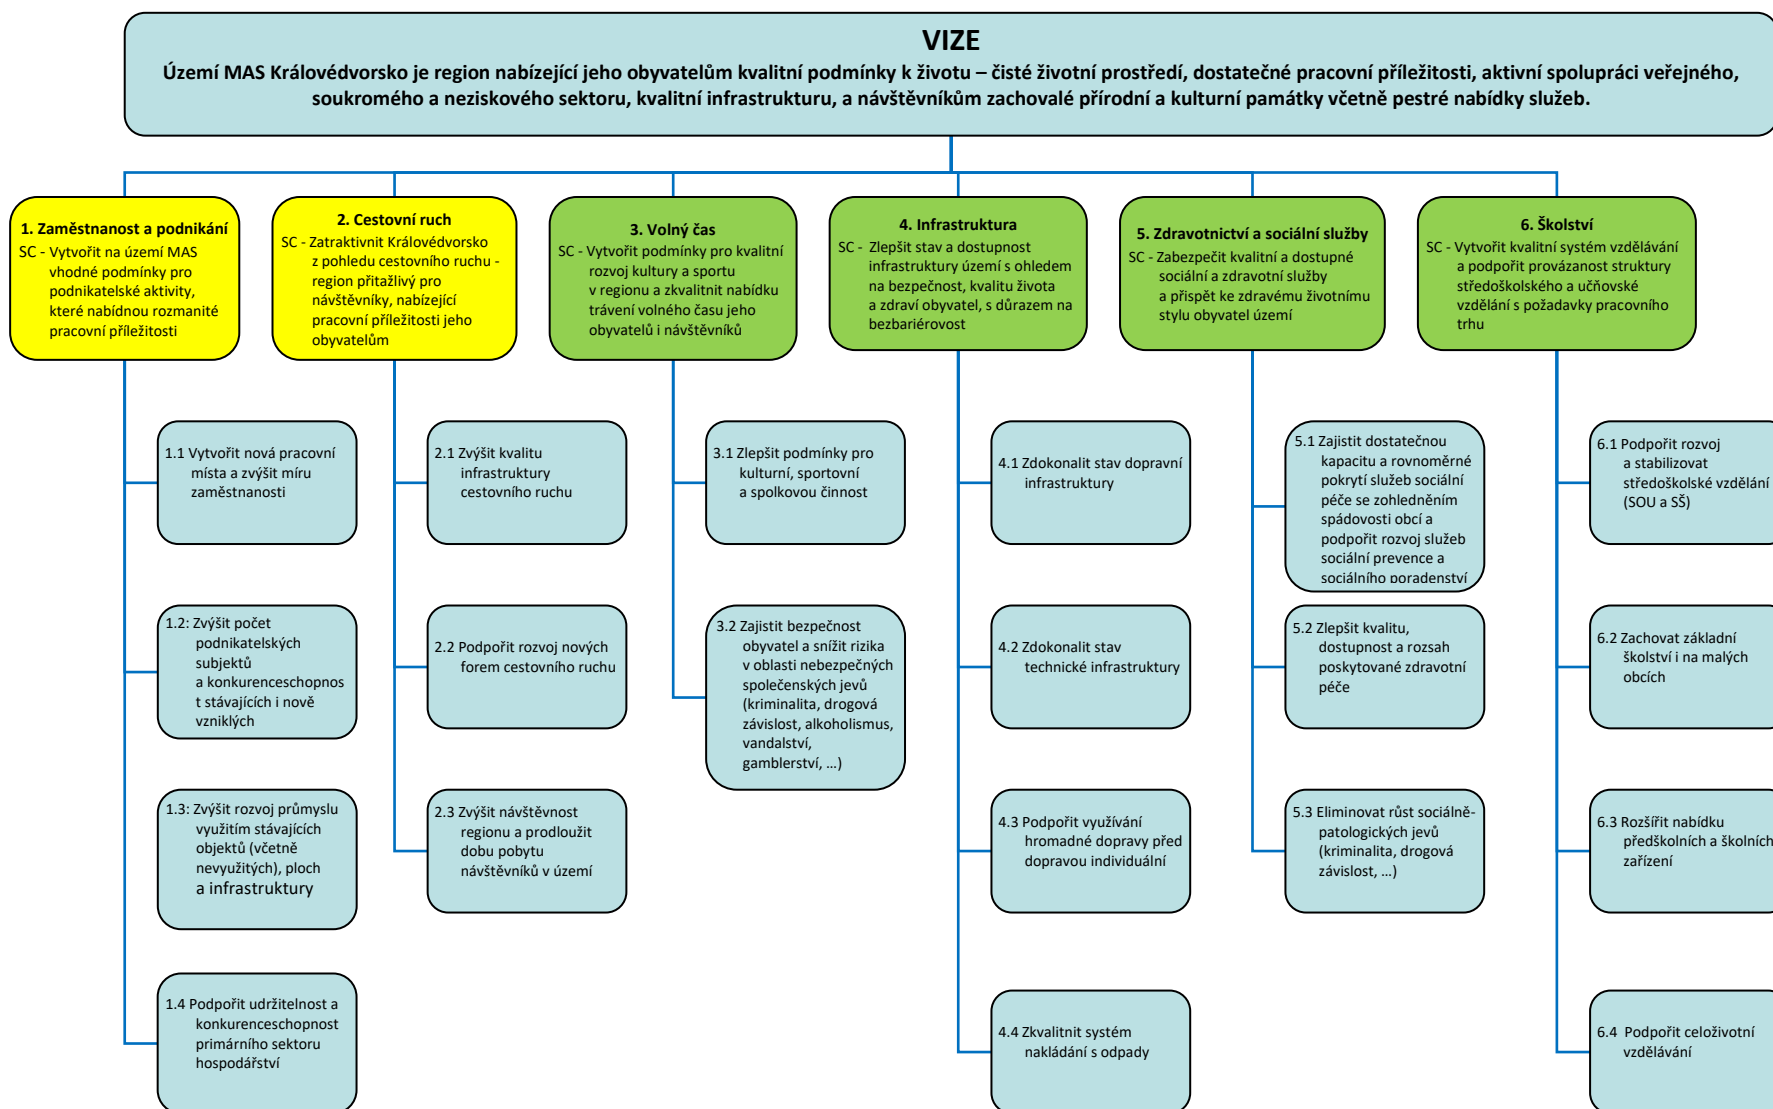 VIZE
Území MAS Královédvorsko je region nabízející jeho obyvatelům kvalitní podmínky k životu – čisté životní prostředí, dostatečné pracovní příležitosti, aktivní spolupráci veřejného,
soukromého a neziskového sektoru, kvalitní infrastrukturu, a návštěvníkům zachovalé přírodní a kulturní památky včetně pestré nabídky služeb.
1. Zaměstnanost a podnikání
SC - Vytvořit na území MAS
vhodné podmínky pro
podnikatelské aktivity,
které nabídnou rozmanité
pracovní příležitosti
2. Cestovní ruch
SC - Zatraktivnit Královédvorsko
z pohledu cestovního ruchu -
region přitažlivý pro
návštěvníky, nabízející
pracovní příležitosti jeho
obyvatelům
3. Volný čas
SC - Vytvořit podmínky pro kvalitní
rozvoj kultury a sportu
v regionu a zkvalitnit nabídku
trávení volného času jeho
obyvatelů i návštěvníků
4. Infrastruktura
SC - Zlepšit stav a dostupnost
infrastruktury území s ohledem
na bezpečnost, kvalitu života
a zdraví obyvatel, s důrazem na
bezbariérovost
5. Zdravotnictví a sociální služby
SC - Zabezpečit kvalitní a dostupné
sociální a zdravotní služby
a přispět ke zdravému životnímu
stylu obyvatel území
6. Školství
SC - Vytvořit kvalitní systém vzdělávání
a podpořit provázanost struktury
středoškolského a učňovské
vzdělání s požadavky pracovního
trhu
1.1 Vytvořit nová pracovní
místa a zvýšit míru
zaměstnanosti
2.1 Zvýšit kvalitu
infrastruktury
cestovního ruchu
3.1 Zlepšit podmínky pro
kulturní, sportovní
a spolkovou činnost
4.1 Zdokonalit stav dopravní
infrastruktury
5.1 Zajistit dostatečnou
kapacitu a rovnoměrné
pokrytí služeb sociální
péče se zohledněním
spádovosti obcí a
podpořit rozvoj služeb
sociální prevence a
sociálního poradenství
6.1 Podpořit rozvoj
a stabilizovat
středoškolské vzdělání
(SOU a SŠ)
1.2: Zvýšit počet
podnikatelských
subjektů
a konkurenceschopnos
t stávajících i nově
vzniklých
2.2 Podpořit rozvoj nových
forem cestovního ruchu
3.2 Zajistit bezpečnost
obyvatel a snížit rizika
v oblasti nebezpečných
společenských jevů
(kriminalita, drogová
závislost, alkoholismus,
vandalství,
gamblerství, …)
4.2 Zdokonalit stav
technické infrastruktury
5.2 Zlepšit kvalitu,
dostupnost a rozsah
poskytované zdravotní
péče
6.2 Zachovat základní
školství i na malých
obcích
1.3: Zvýšit rozvoj průmyslu
využitím stávajících
objektů (včetně
nevyužitých), ploch
a infrastruktury
2.3 Zvýšit návštěvnost
regionu a prodloužit
dobu pobytu
návštěvníků v území
4.3 Podpořit využívání
hromadné dopravy před
dopravou individuální
5.3 Eliminovat růst sociálně-
patologických jevů
(kriminalita, drogová
závislost, …)
6.3 Rozšířit nabídku
předškolních a školních
zařízení
1.4 Podpořit udržitelnost a
konkurenceschopnost
primárního sektoru
hospodářství
4.4 Zkvalitnit systém
nakládání s odpady
6.4 Podpořit celoživotní
vzdělávání